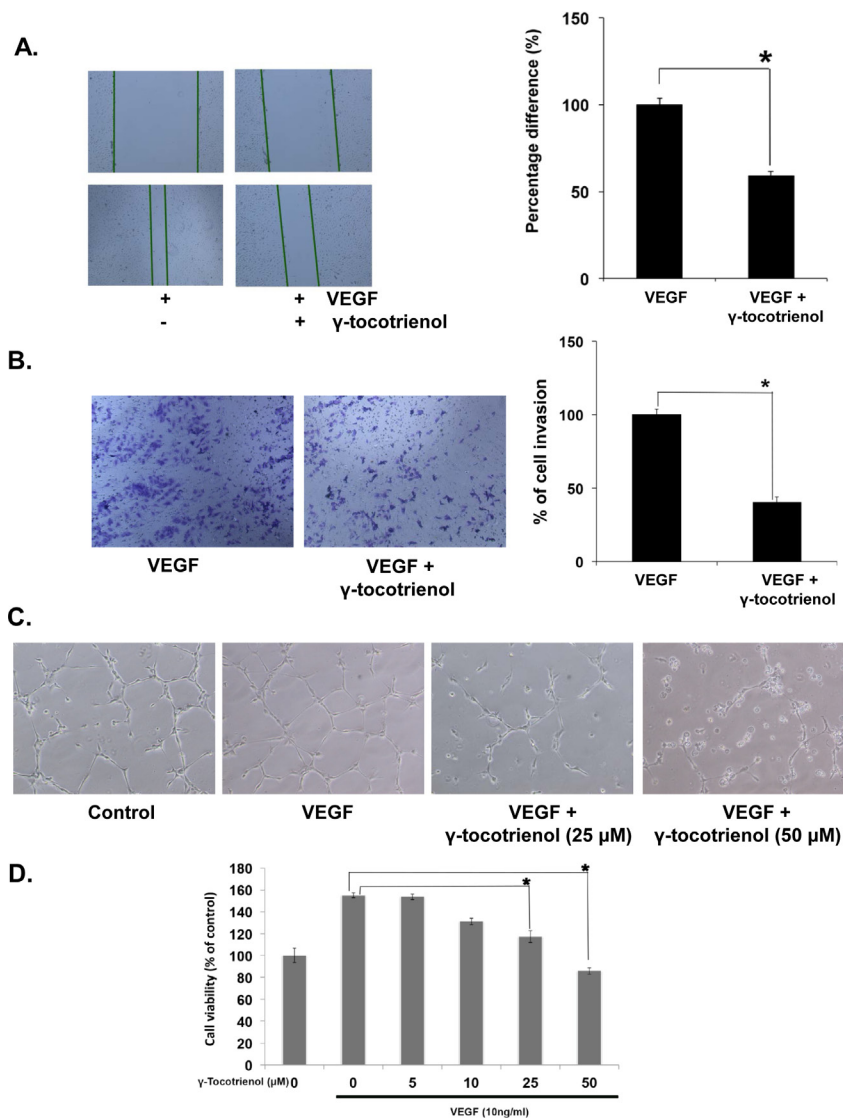 A.
Percentage difference (%)
150
100
50
0
*
VEGF
VEGF +
γ-tocotrienol
+ + VEGF
- + γ-tocotrienol
B.
VEGF
VEGF +
γ-tocotrienol
% of cell invasion
150
100
50
0
*
VEGF
VEGF +
γ-tocotrienol
C.
Control
VEGF
VEGF +
γ-tocotrienol (25 μM)
VEGF +
γ-tocotrienol (50 μM)
D.
Call viability (% of control)
180
160
140
120
100
80
60
40
20
0
* *
γ-Tocotrienol (μM) 0 0 5 10 25 50
VEGF (10ng/ml)